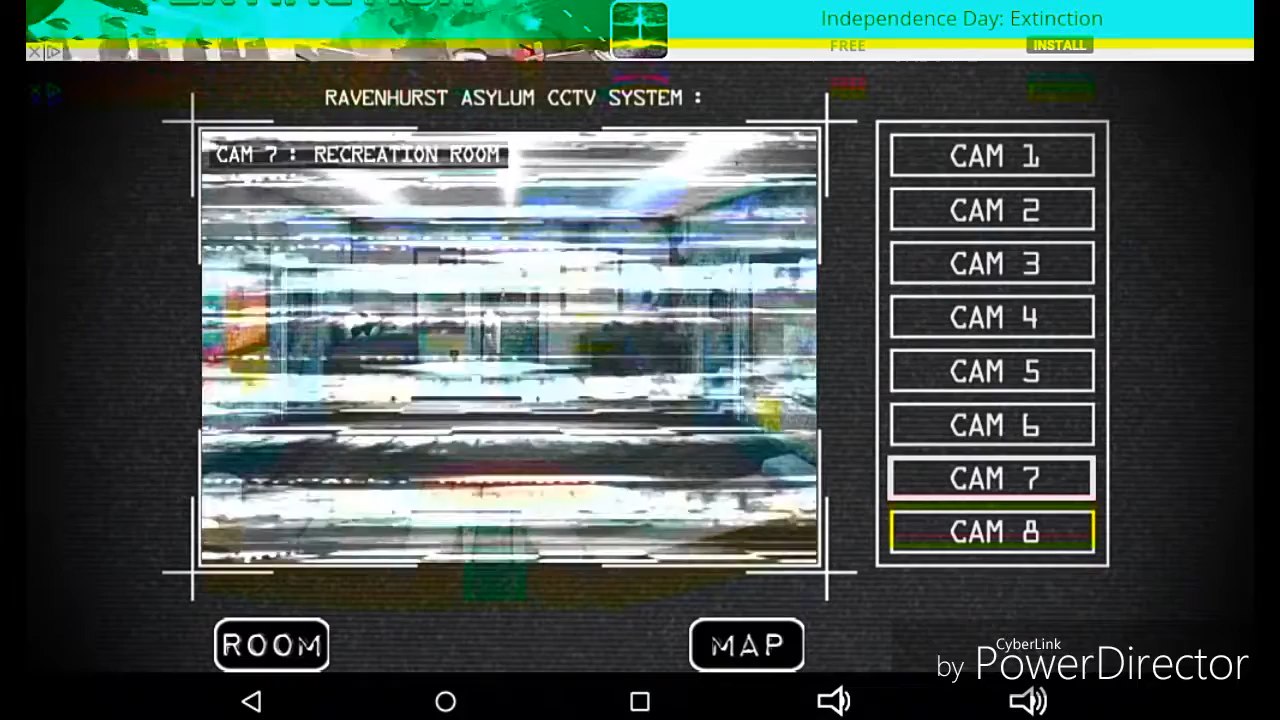 Independence Day: Extinction
FREE
INSTALL
RAVENHURST ASYLUM CCTV SYSTEM :
CAM 7 : RECREATION ROOM
CAM 1
CAM 2
CAM 3
CAM 4
CAM 5
CAM 6
CAM 7
CAM 8
ROOM
MAP
CyberLink
by PowerDirector